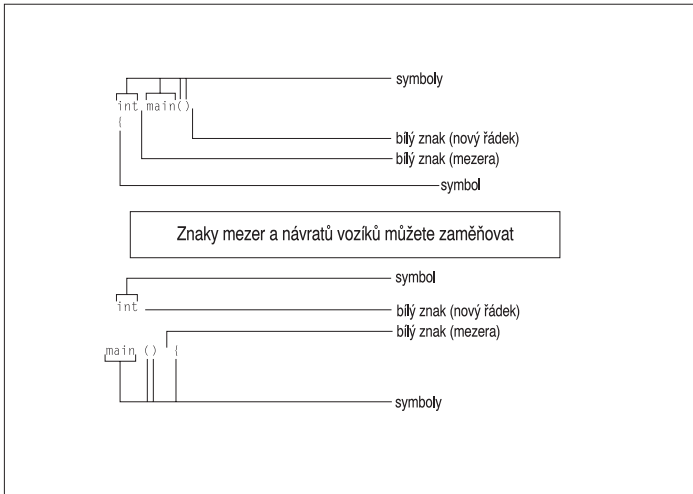 symboly
int main()
{
bílý znak (nový řádek)
bílý znak (mezera)
symbol
Znaky mezer a návratů vozíků můžete zaměňovat
symbol
int
bílý znak (nový řádek)
bílý znak (mezera)
main () {
symboly